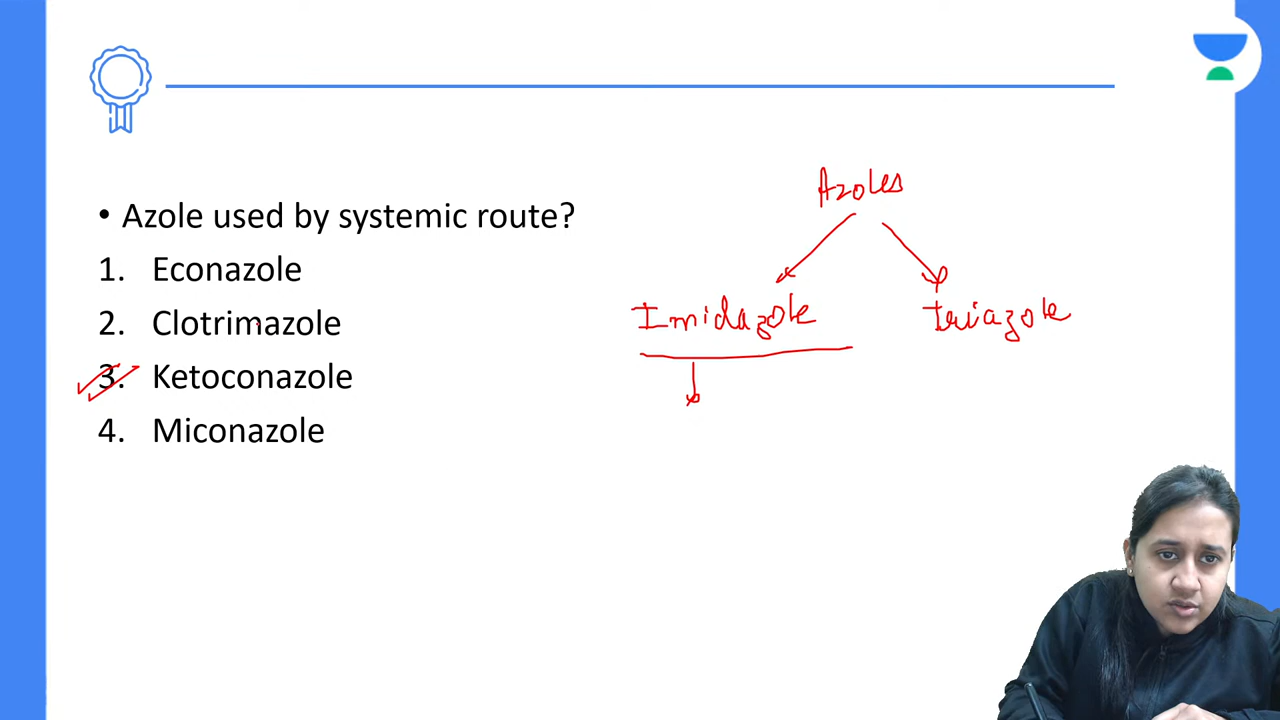 • Azole used by systemic route?
1. Econazole
2. Clotrimazole
3. Ketoconazole
4. Miconazole
Azoles
Imidazole triazole